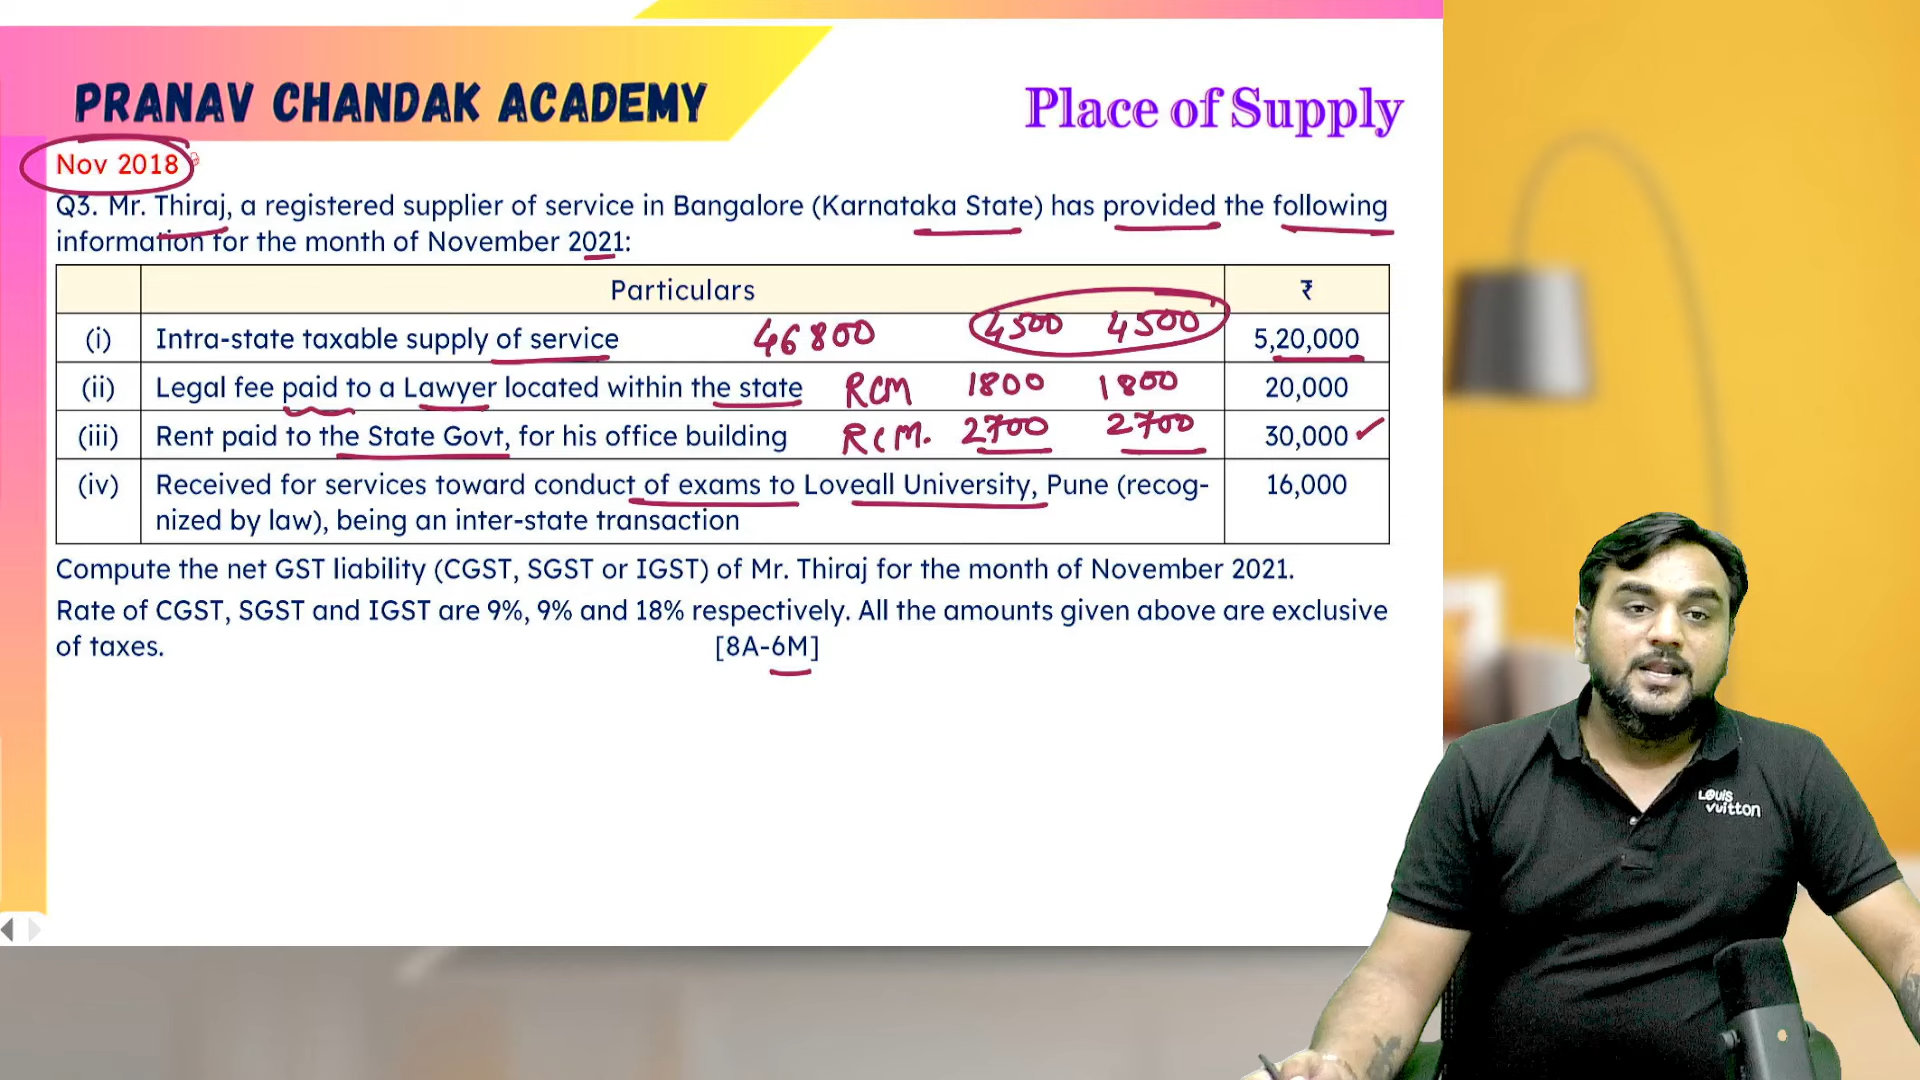 PRANAV CHANDAK ACADEMY
Place of Supply
Nov 2018
Q3. Mr. Thiraj, a registered supplier of service in Bangalore (Karnataka State) has provided the following
information for the month of November 2021:
Particulars ₹
(i) Intra-state taxable supply of service 46800 4500 4500 5,20,000
(ii) Legal fee paid to a Lawyer located within the state RCM 1800 1800 20,000
(iii) Rent paid to the State Govt, for his office building RCM. 2700 2700 30,000 ✓
(iv) Received for services toward conduct of exams to Loveall University, Pune (recog- 16,000
nized by law), being an inter-state transaction
Compute the net GST liability (CGST, SGST or IGST) of Mr. Thiraj for the month of November 2021.
Rate of CGST, SGST and IGST are 9%, 9% and 18% respectively. All the amounts given above are exclusive
of taxes. [8A-6M]
Louis
Vuitton